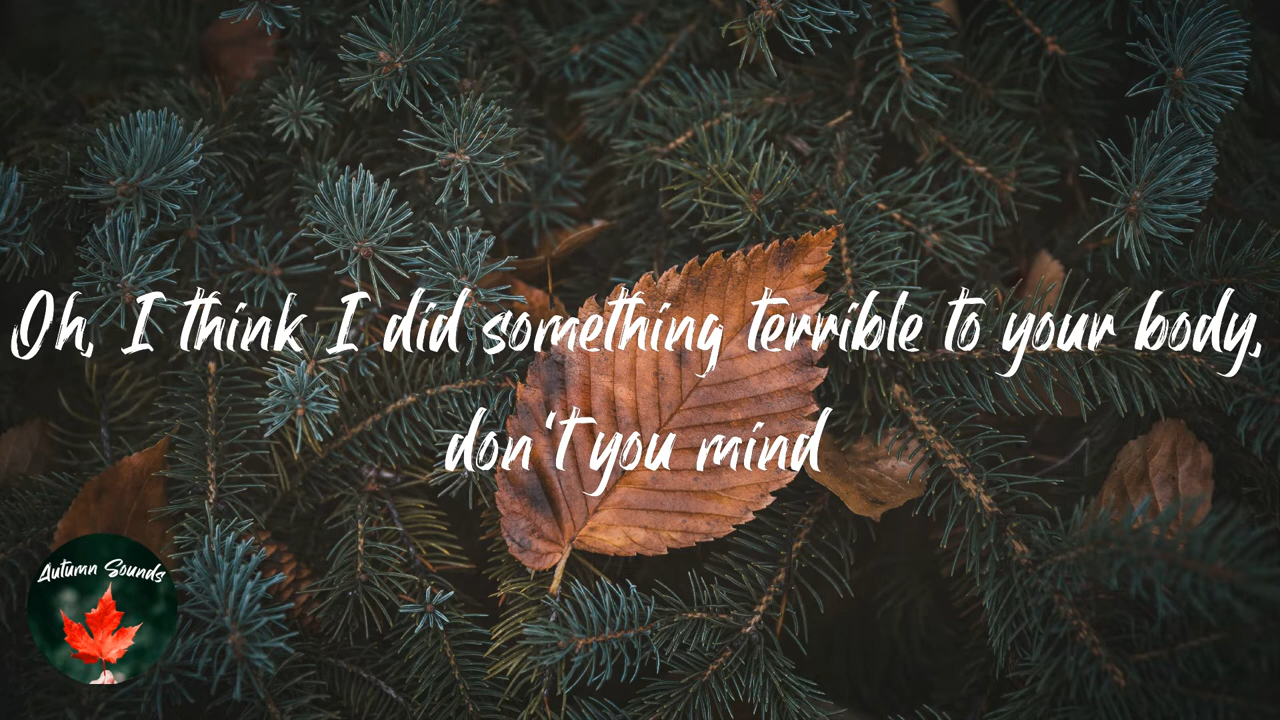 Oh, I think I did something terrible to your body,
don't you mind
Autumn Sounds